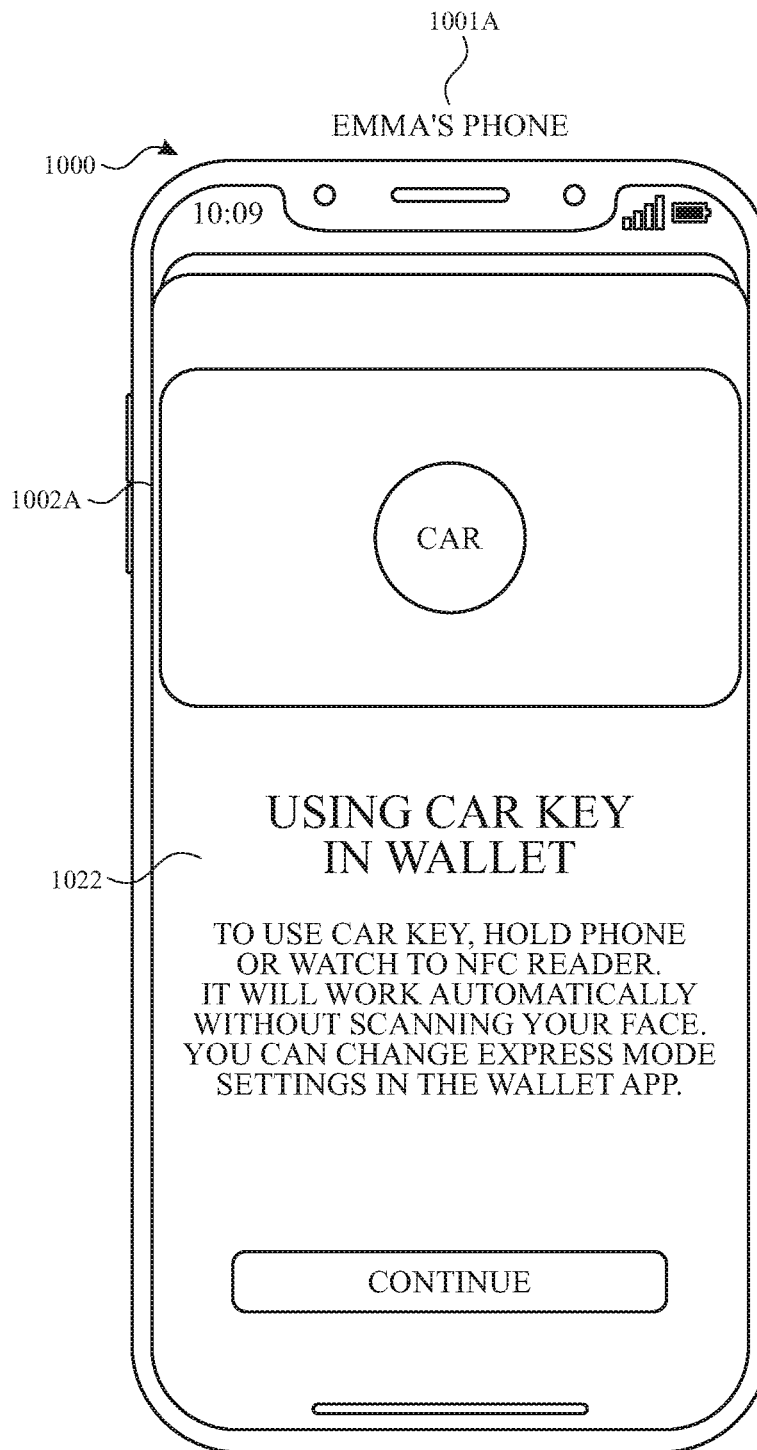 1001A
EMMA'S PHONE
1000
10:09
1002A
CAR
USING CAR KEY
IN WALLET
1022
TO USE CAR KEY, HOLD PHONE
OR WATCH TO NFC READER.
IT WILL WORK AUTOMATICALLY
WITHOUT SCANNING YOUR FACE.
YOU CAN CHANGE EXPRESS MODE
SETTINGS IN THE WALLET APP.
CONTINUE